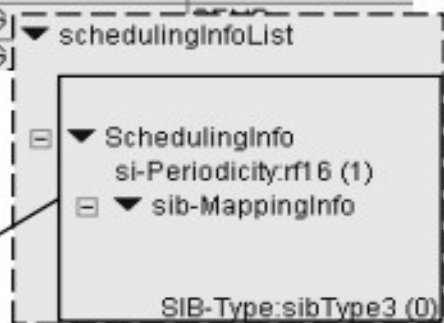 schedulingInfoList
SchedulingInfo
si-Periodicity:rf16 (1)
sib-MappingInfo
SIB-Type:sibType3 (0)